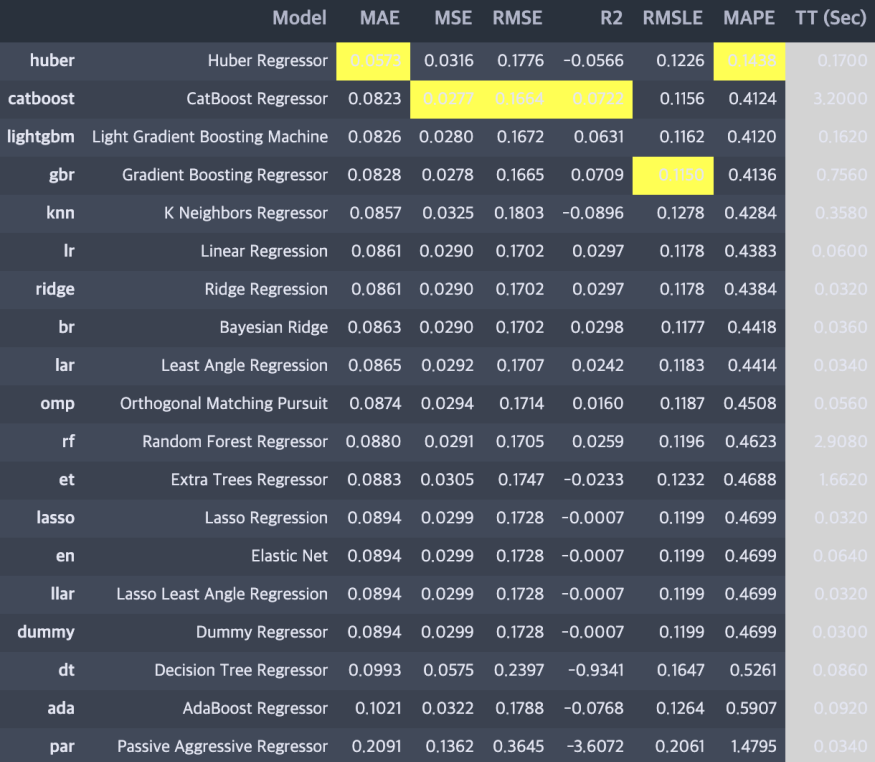 Model MAE MSE RMSE R2 RMSLE MAPE TT (Sec)
huber Huber Regressor 0.0573 0.0316 0.1776 -0.0566 0.1226 0.1438 0.1700
catboost CatBoost Regressor 0.0823 0.0277 0.1664 0.0722 0.1156 0.4124 3.2000
lightgbm Light Gradient Boosting Machine 0.0826 0.0280 0.1672 0.0631 0.1162 0.4120 0.1620
gbr Gradient Boosting Regressor 0.0828 0.0278 0.1665 0.0709 0.1150 0.4136 0.7560
knn K Neighbors Regressor 0.0857 0.0325 0.1803 -0.0896 0.1278 0.4284 0.3580
lr Linear Regression 0.0861 0.0290 0.1702 0.0297 0.1178 0.4383 0.0600
ridge Ridge Regression 0.0861 0.0290 0.1702 0.0297 0.1178 0.4384 0.0320
br Bayesian Ridge 0.0863 0.0290 0.1702 0.0298 0.1177 0.4418 0.0360
lar Least Angle Regression 0.0865 0.0292 0.1707 0.0242 0.1183 0.4414 0.0340
omp Orthogonal Matching Pursuit 0.0874 0.0294 0.1714 0.0160 0.1187 0.4508 0.0560
rf Random Forest Regressor 0.0880 0.0291 0.1705 0.0259 0.1196 0.4623 2.9080
et Extra Trees Regressor 0.0883 0.0305 0.1747 -0.0233 0.1232 0.4688 1.6620
lasso Lasso Regression 0.0894 0.0299 0.1728 -0.0007 0.1199 0.4699 0.0320
en Elastic Net 0.0894 0.0299 0.1728 -0.0007 0.1199 0.4699 0.0640
llar Lasso Least Angle Regression 0.0894 0.0299 0.1728 -0.0007 0.1199 0.4699 0.0320
dummy Dummy Regressor 0.0894 0.0299 0.1728 -0.0007 0.1199 0.4699 0.0300
dt Decision Tree Regressor 0.0993 0.0575 0.2397 -0.9341 0.1647 0.5261 0.0860
ada AdaBoost Regressor 0.1021 0.0322 0.1788 -0.0768 0.1264 0.5907 0.0920
par Passive Aggressive Regressor 0.2091 0.1362 0.3645 -3.6072 0.2061 1.4795 0.0340